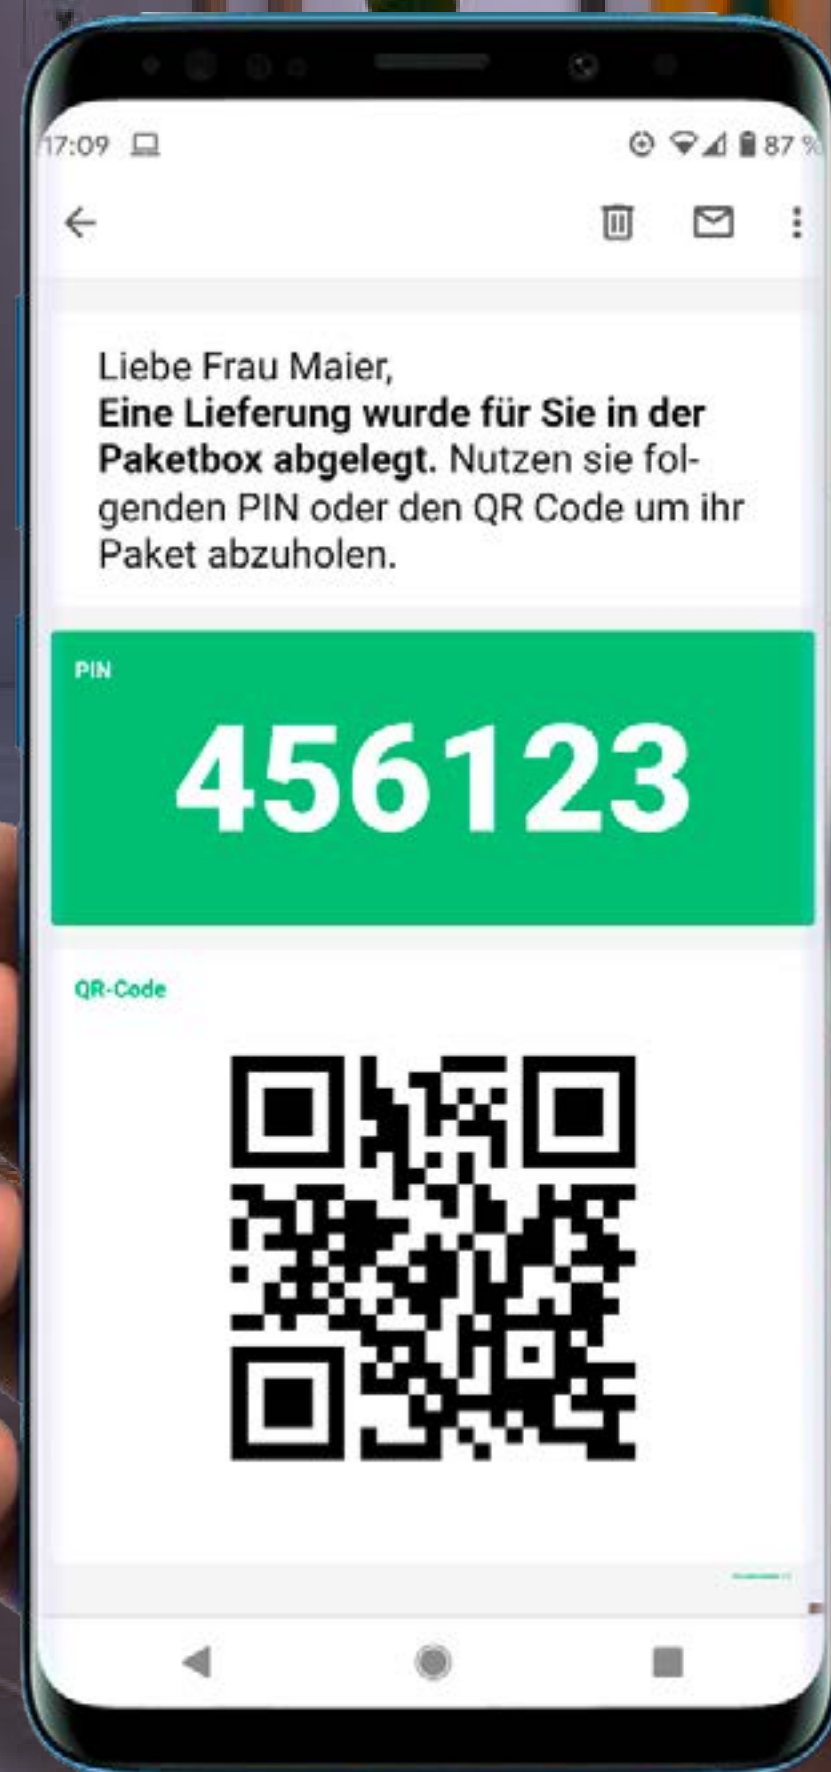 17:09
87 %
Liebe Frau Maier,
Eine Lieferung wurde für Sie in der
Paketbox abgelegt. Nutzen sie fol-
genden PIN oder den QR Code um ihr
Paket abzuholen.
PIN
456123
QR-Code